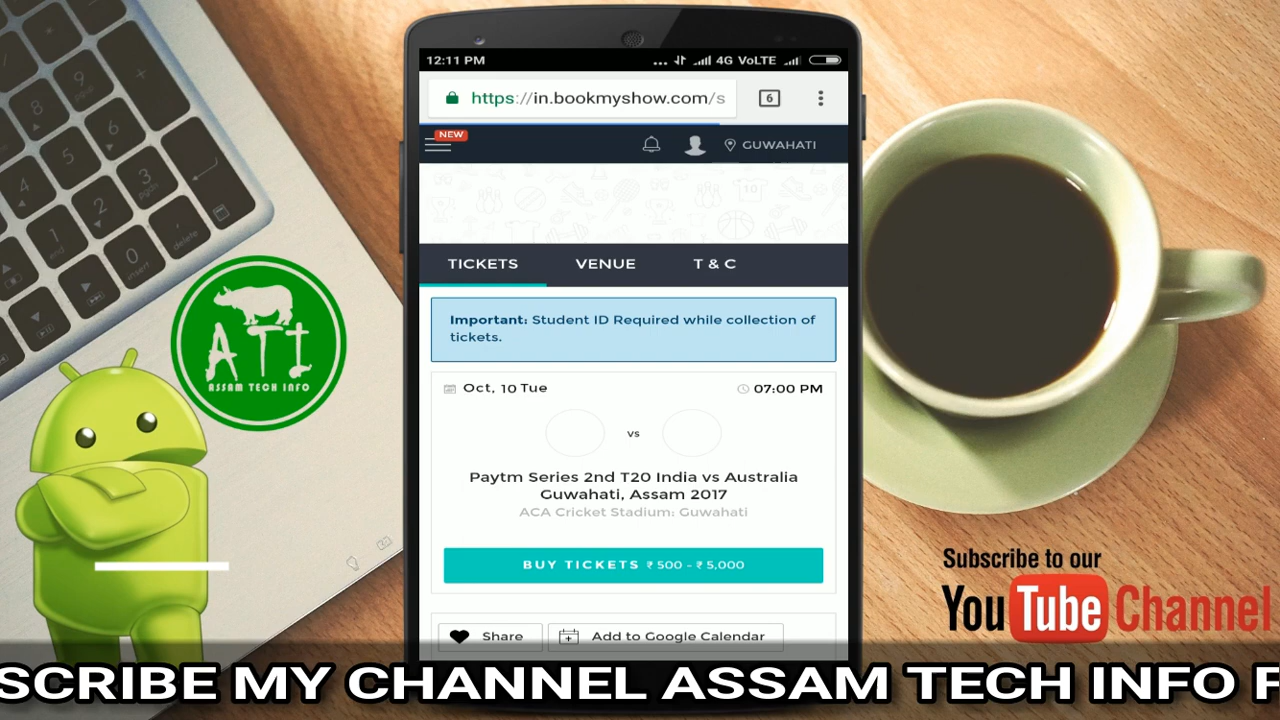 12:11 PM
... 4G VoLTE
https://in.bookmyshow.com/s
6
NEW
GUWAHATI
TICKETS VENUE T & C
Important: Student ID Required while collection of
tickets.
Oct, 10 Tue 07:00 PM
vs
Paytm Series 2nd T20 India vs Australia
Guwahati, Assam 2017
ACA Cricket Stadium: Guwahati
BUY TICKETS ₹ 500 - ₹ 5,000
Share Add to Google Calendar
ATI
ASSAM TECH INFO
Subscribe to our
YouTube Channel
SCRIBE MY CHANNEL ASSAM TECH INFO F